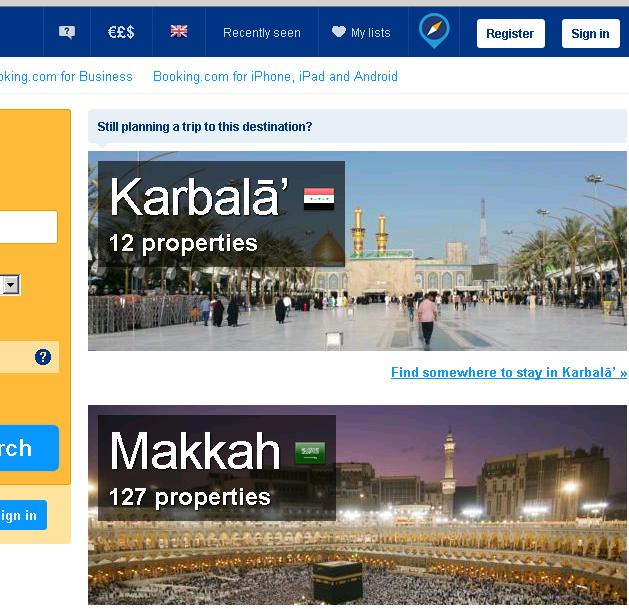 €£$
Recently seen
My lists
Register
Sign in
oking.com for Business
Booking.com for iPhone, iPad and Android
Still planning a trip to this destination?
Karbalā’
12 properties
?
Find somewhere to stay in Karbalā’ »
rch
Makkah
127 properties
ign in